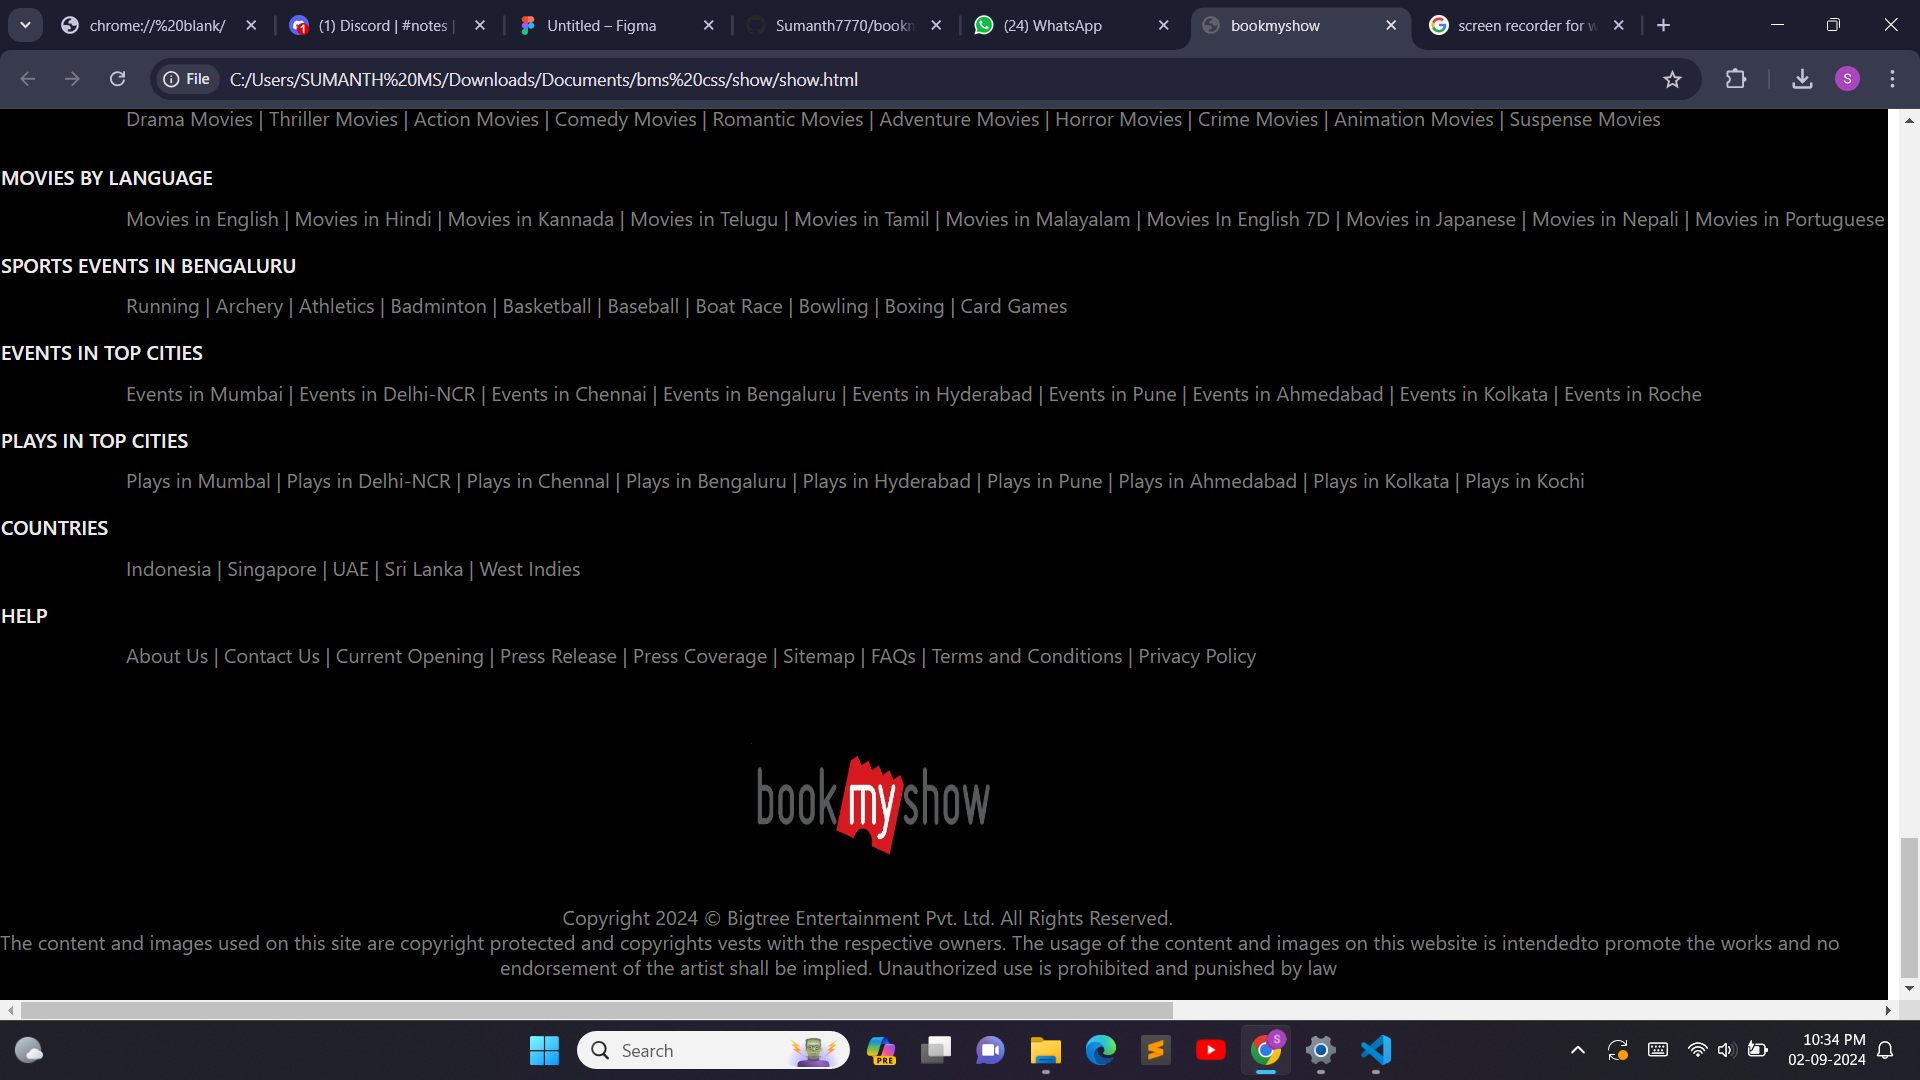 chrome://%20blank/
(1) Discord | #notes |
Untitled – Figma
Sumanth7770/bookm
(24) WhatsApp
bookmyshow
screen recorder for w
File
C:/Users/SUMANTH%20MS/Downloads/Documents/bms%20css/show/show.html
S
Drama Movies | Thriller Movies | Action Movies | Comedy Movies | Romantic Movies | Adventure Movies | Horror Movies | Crime Movies | Animation Movies | Suspense Movies
MOVIES BY LANGUAGE
Movies in English | Movies in Hindi | Movies in Kannada | Movies in Telugu | Movies in Tamil | Movies in Malayalam | Movies In English 7D | Movies in Japanese | Movies in Nepali | Movies in Portuguese
SPORTS EVENTS IN BENGALURU
Running | Archery | Athletics | Badminton | Basketball | Baseball | Boat Race | Bowling | Boxing | Card Games
EVENTS IN TOP CITIES
Events in Mumbai | Events in Delhi-NCR | Events in Chennai | Events in Bengaluru | Events in Hyderabad | Events in Pune | Events in Ahmedabad | Events in Kolkata | Events in Roche
PLAYS IN TOP CITIES
Plays in Mumbal | Plays in Delhi-NCR | Plays in Chennal | Plays in Bengaluru | Plays in Hyderabad | Plays in Pune | Plays in Ahmedabad | Plays in Kolkata | Plays in Kochi
COUNTRIES
Indonesia | Singapore | UAE | Sri Lanka | West Indies
HELP
About Us | Contact Us | Current Opening | Press Release | Press Coverage | Sitemap | FAQs | Terms and Conditions | Privacy Policy
bookmyshow
Copyright 2024 © Bigtree Entertainment Pvt. Ltd. All Rights Reserved.
The content and images used on this site are copyright protected and copyrights vests with the respective owners. The usage of the content and images on this website is intendedto promote the works and no
endorsement of the artist shall be implied. Unauthorized use is prohibited and punished by law
Search
PRE
S
10:34 PM
02-09-2024